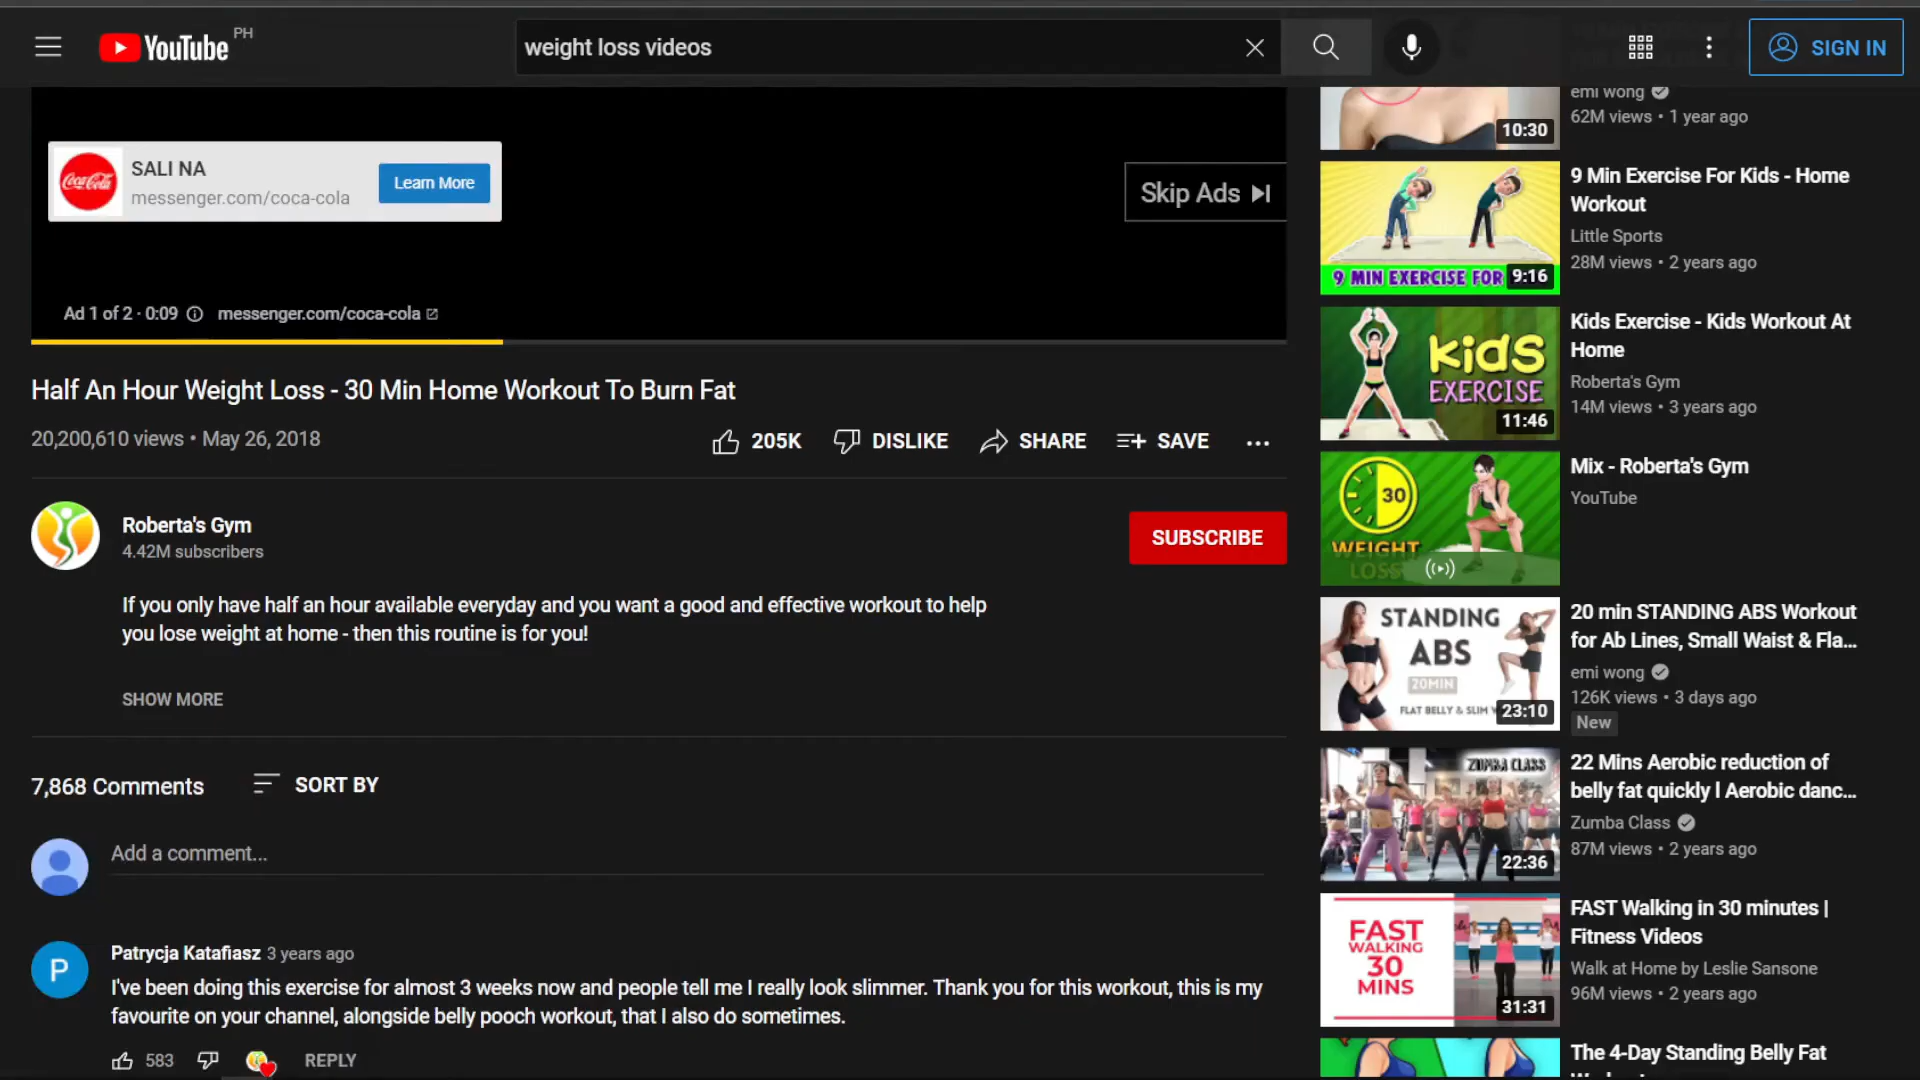 YouTube PH
weight loss videos
SIGN IN
Coca-Cola
SALI NA
messenger.com/coca-cola
Learn More
Skip Ads
Ad 1 of 2 · 0:09
messenger.com/coca-cola
Half An Hour Weight Loss - 30 Min Home Workout To Burn Fat
20,200,610 views • May 26, 2018
205K
DISLIKE
SHARE
SAVE
Roberta's Gym
4.42M subscribers
SUBSCRIBE
If you only have half an hour available everyday and you want a good and effective workout to help
you lose weight at home - then this routine is for you!
SHOW MORE
7,868 Comments
SORT BY
Add a comment...
P
Patrycja Katafiasz 3 years ago
I've been doing this exercise for almost 3 weeks now and people tell me I really look slimmer. Thank you for this workout, this is my
favourite on your channel, alongside belly pooch workout, that I also do sometimes.
583
REPLY
10:30
emi wong
62M views • 1 year ago
9 MIN EXERCISE FOR
9:16
9 Min Exercise For Kids - Home
Workout
Little Sports
28M views • 2 years ago
KiDS
EXERCISE
11:46
Kids Exercise - Kids Workout At
Home
Roberta's Gym
14M views • 3 years ago
30
WEIGHT
LOSS
Mix - Roberta's Gym
YouTube
STANDING
ABS
20MIN
FLAT BELLY & SLIM
23:10
20 min STANDING ABS Workout
for Ab Lines, Small Waist & Fla...
emi wong
126K views • 3 days ago
New
ZUMBA CLASS
22:36
22 Mins Aerobic reduction of
belly fat quickly l Aerobic danc...
Zumba Class
87M views • 2 years ago
FAST
WALKING
30
MINS
31:31
FAST Walking in 30 minutes |
Fitness Videos
Walk at Home by Leslie Sansone
96M views • 2 years ago
The 4-Day Standing Belly Fat